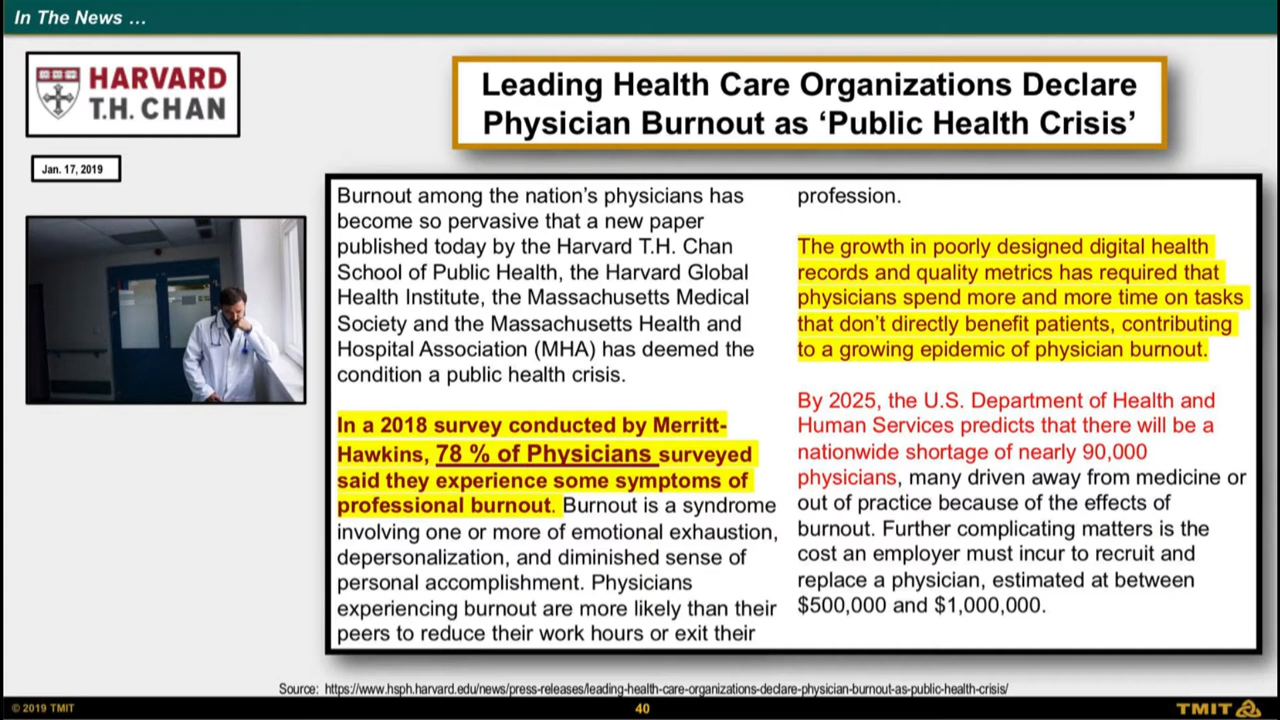 In The News …
HARVARD
T.H. CHAN
Leading Health Care Organizations Declare
Physician Burnout as ‘Public Health Crisis’
Jan. 17, 2019
Burnout among the nation’s physicians has
become so pervasive that a new paper
published today by the Harvard T.H. Chan
School of Public Health, the Harvard Global
Health Institute, the Massachusetts Medical
Society and the Massachusetts Health and
Hospital Association (MHA) has deemed the
condition a public health crisis.
In a 2018 survey conducted by Merritt-
Hawkins, 78 % of Physicians surveyed
said they experience some symptoms of
professional burnout. Burnout is a syndrome
involving one or more of emotional exhaustion,
depersonalization, and diminished sense of
personal accomplishment. Physicians
experiencing burnout are more likely than their
peers to reduce their work hours or exit their
profession.
The growth in poorly designed digital health
records and quality metrics has required that
physicians spend more and more time on tasks
that don’t directly benefit patients, contributing
to a growing epidemic of physician burnout.
By 2025, the U.S. Department of Health and
Human Services predicts that there will be a
nationwide shortage of nearly 90,000
physicians, many driven away from medicine or
out of practice because of the effects of
burnout. Further complicating matters is the
cost an employer must incur to recruit and
replace a physician, estimated at between
$500,000 and $1,000,000.
Source: https://www.hsph.harvard.edu/news/press-releases/leading-health-care-organizations-declare-physician-burnout-as-public-health-crisis/
© 2019 TMIT
40
TMIT